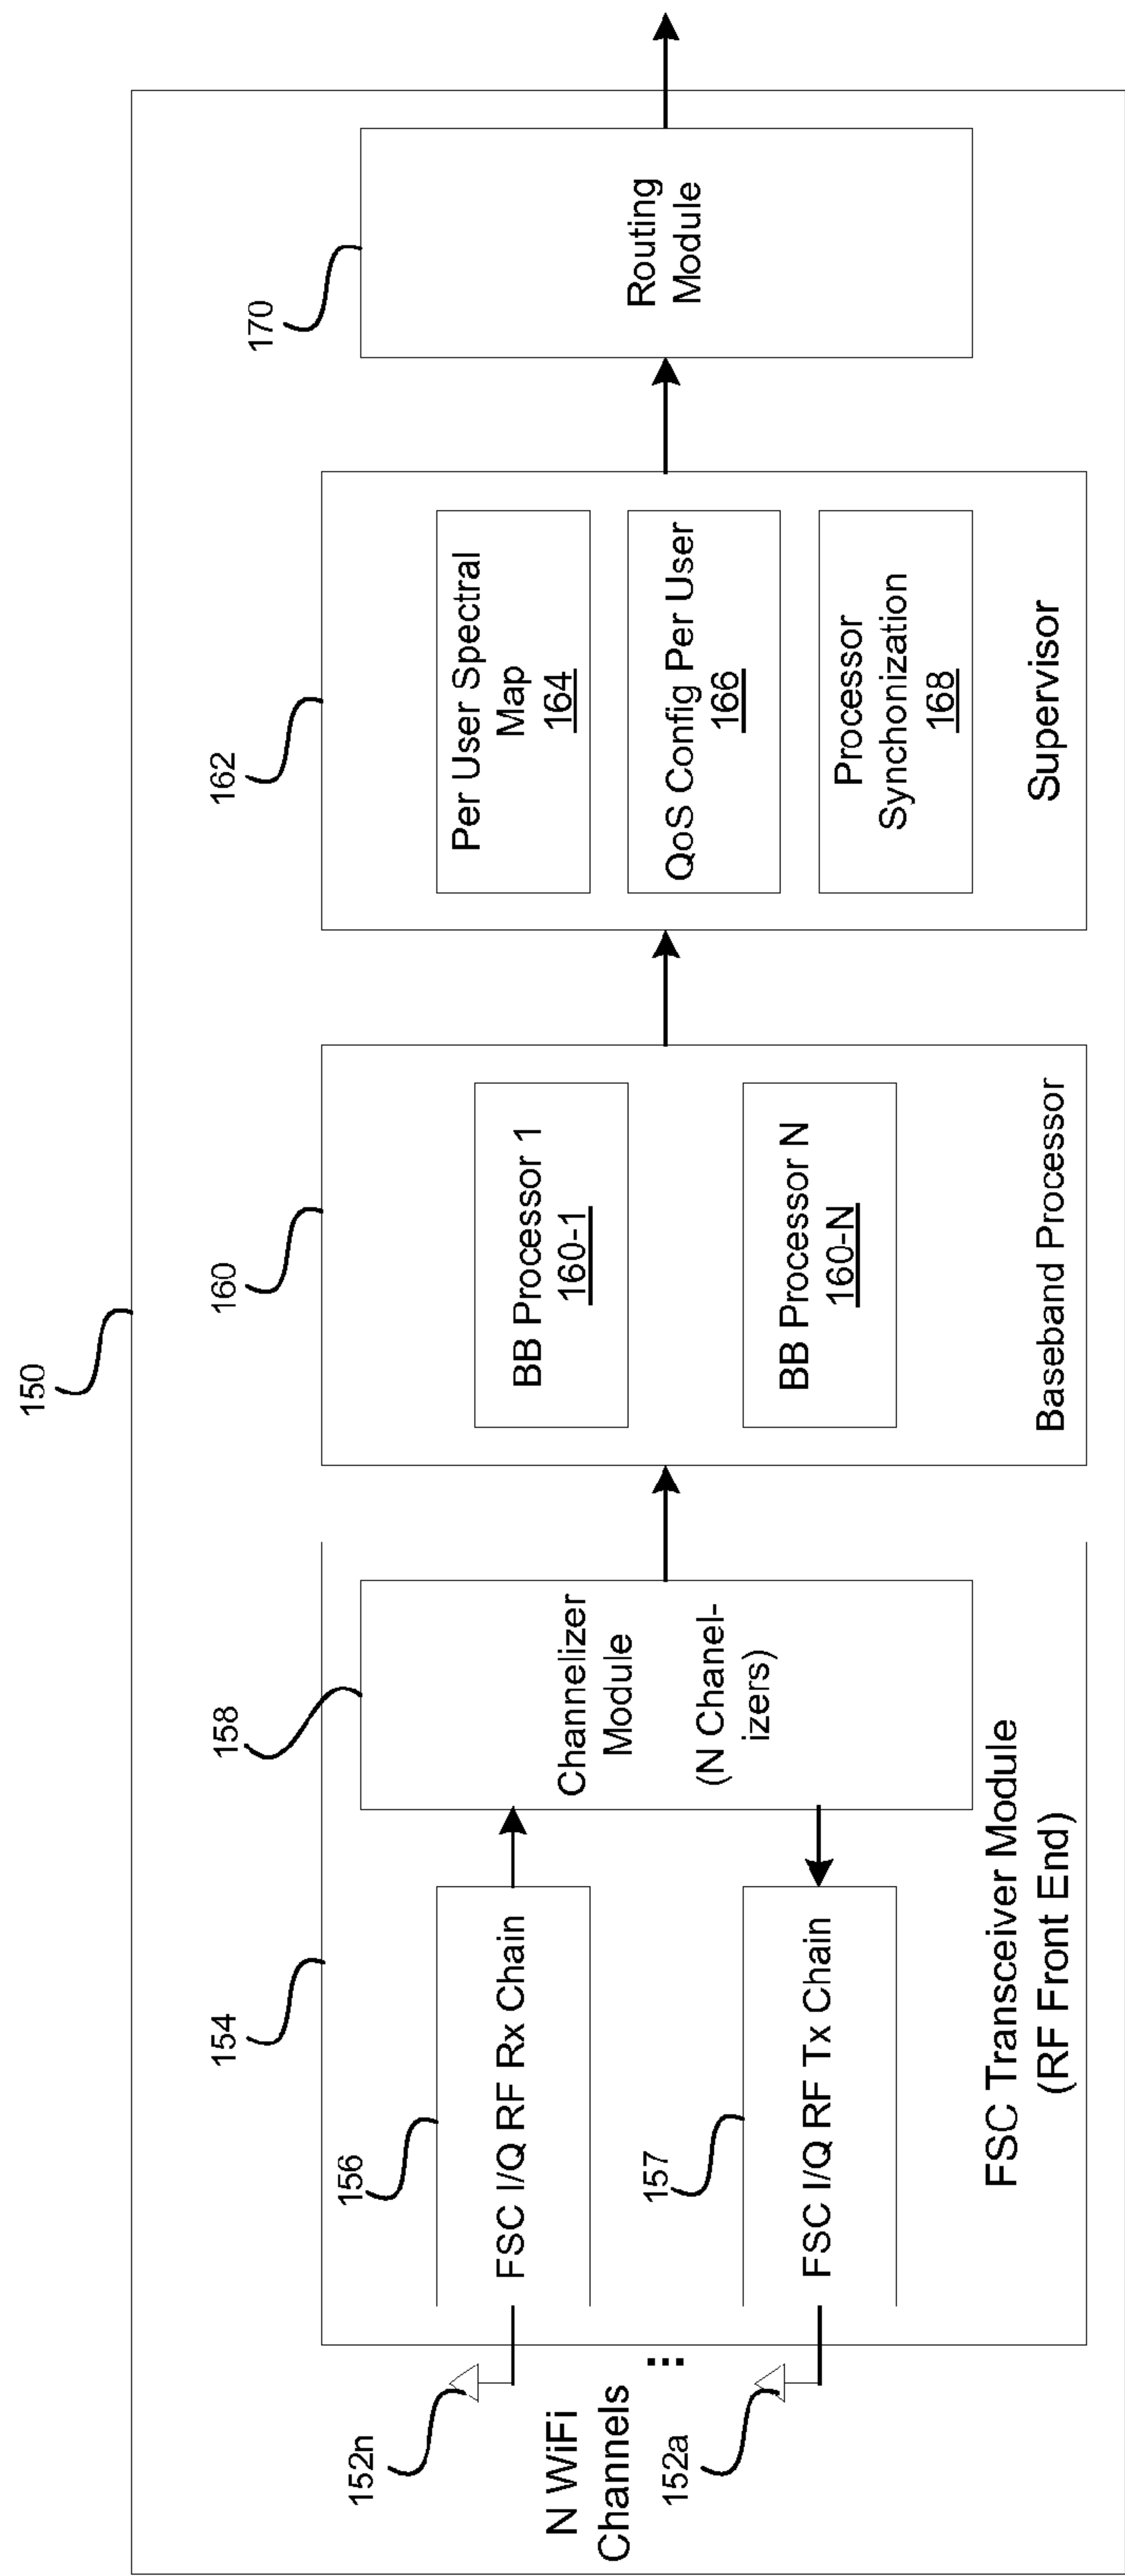 150
152n
N WiFi
Channels
152a
154
156
FSC I/Q RF Rx Chain
157
FSC I/Q RF Tx Chain
FSC Transceiver Module
(RF Front End)
158
Channelizer
Module
(N Channel-
izers)
160
BB Processor 1
160-1
BB Processor N
160-N
Baseband Processor
162
Per User Spectral
Map
164
QoS Config Per User
166
Processor
Synchonization
168
Supervisor
170
Routing
Module